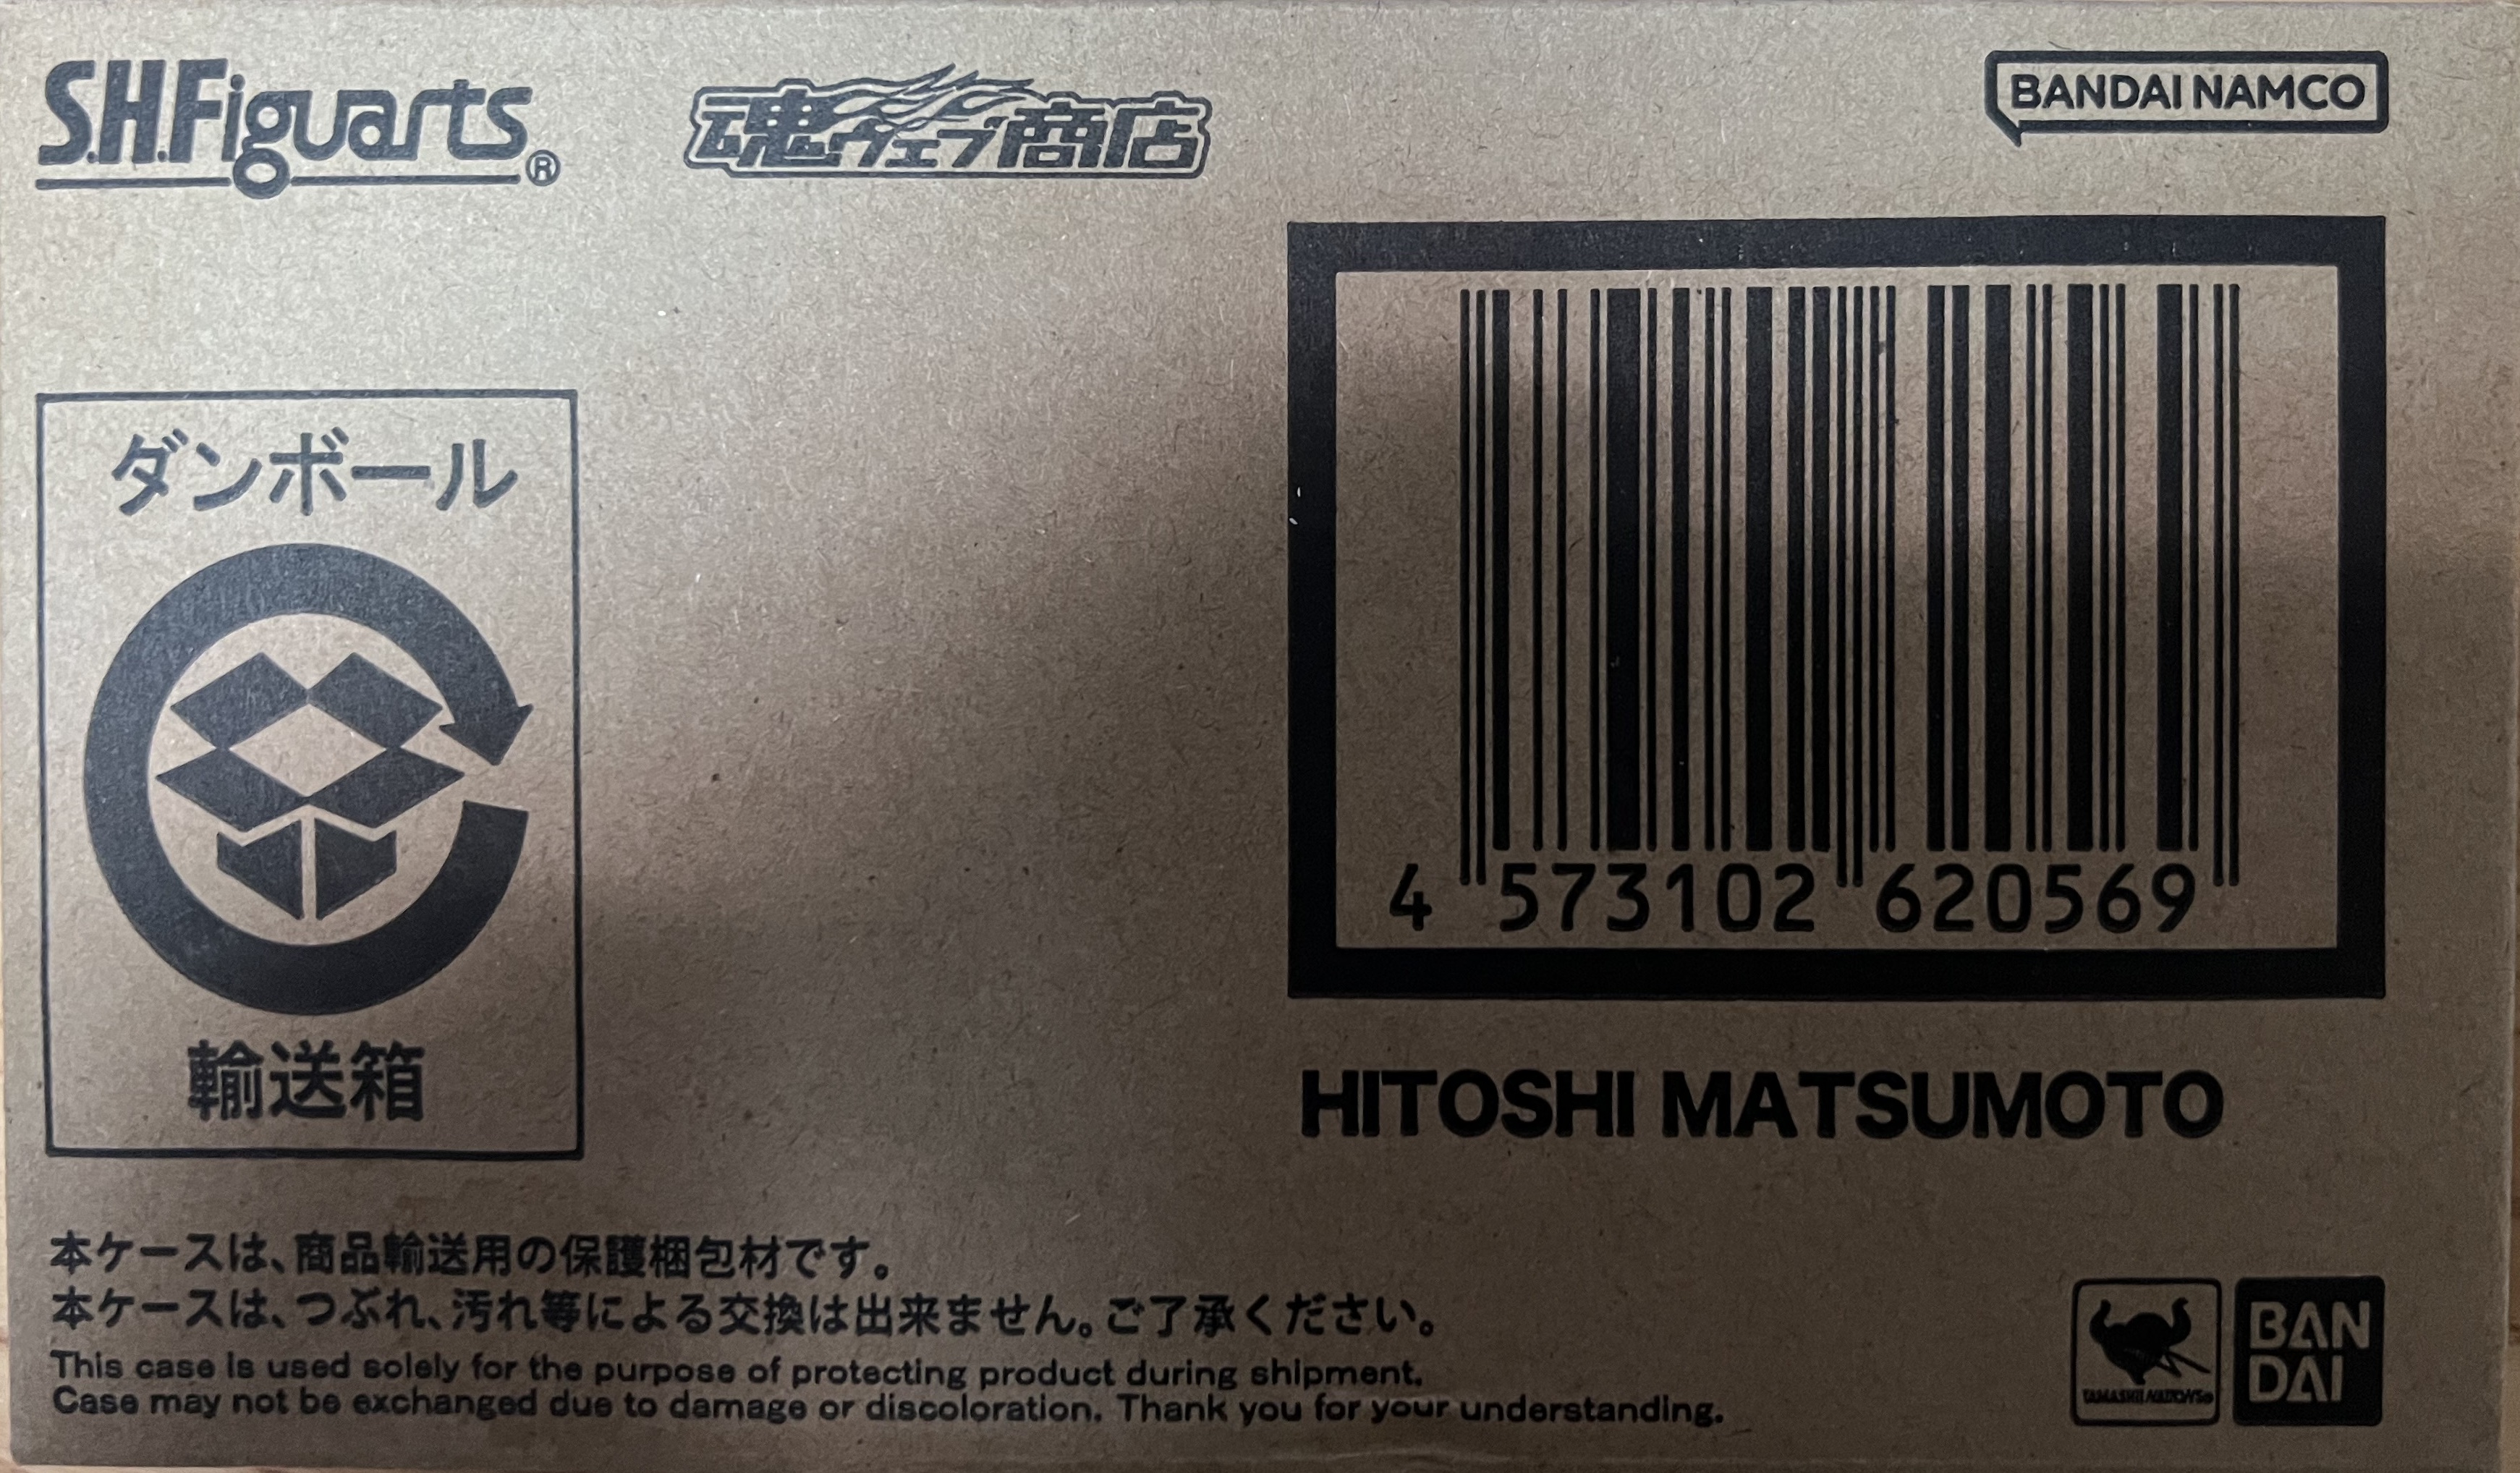 S.H.Figuarts®
魂ウェブ商店
BANDAI NAMCO
ダンボール
輸送箱
4 573102 620569
HITOSHI MATSUMOTO
本ケースは、商品輸送用の保護梱包材です。
本ケースは、つぶれ、汚れ等による交換は出来ません。ご了承ください。
This case is used solely for the purpose of protecting product during shipment.
Case may not be exchanged due to damage or discoloration. Thank you for your understanding.
TAMASHII NATIONS
BAN
DAI